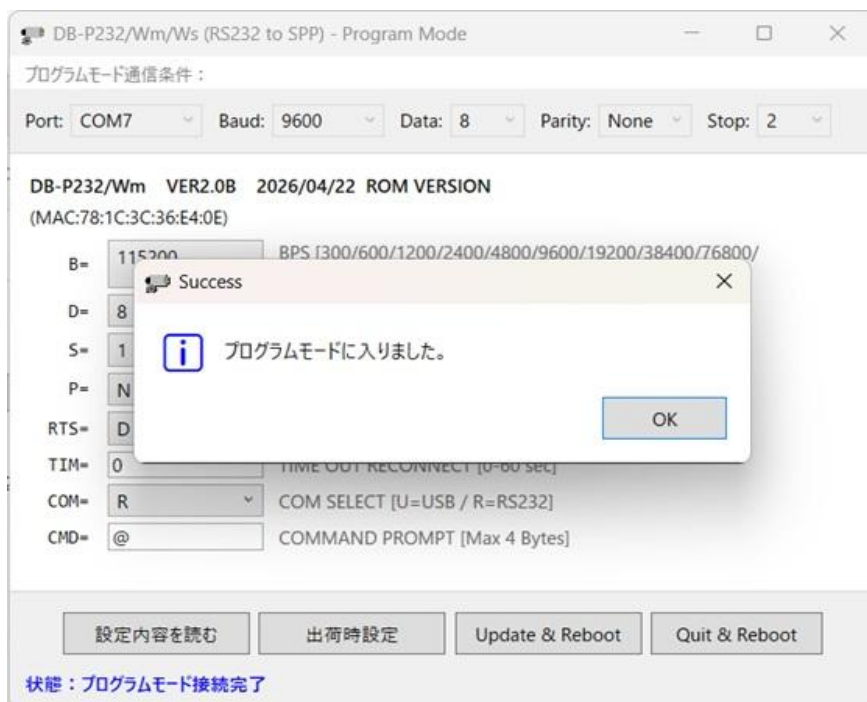 DB-P232/Wm/Ws (RS232 to SPP) - Program Mode
プログラムモード通信条件：
Port: COM7 Baud: 9600 Data: 8 Parity: None Stop: 2
DB-P232/Wm VER2.0B 2026/04/22 ROM VERSION
(MAC:78:1C:3C:36:E4:0E)
B= 115200 BPS [300/600/1200/2400/4800/9600/19200/38400/76800/
Success
D= 8
S= 1
プログラムモードに入りました。
P= N
OK
RTS= D
TIM= 0 TIME OUT RECONNECT [0-60 sec]
COM= R COM SELECT [U=USB / R=RS232]
CMD= @ COMMAND PROMPT [Max 4 Bytes]
設定内容を読む 出荷時設定 Update & Reboot Quit & Reboot
状態：プログラムモード接続完了